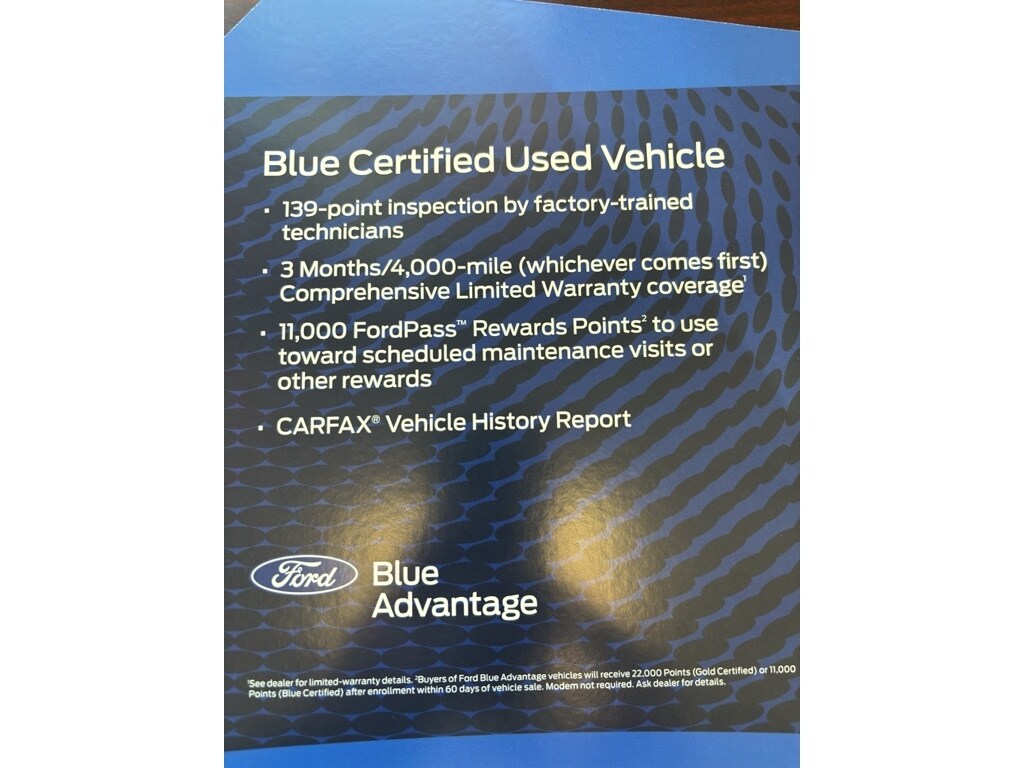 Blue Certified Used Vehicle
· 139-point inspection by factory-trained
technicians
· 3 Months/4,000-mile (whichever comes first)
Comprehensive Limited Warranty coverage¹
· 11,000 FordPass™ Rewards Points² to use
toward scheduled maintenance visits or
other rewards
· CARFAX® Vehicle History Report
Ford Blue
Advantage
¹See dealer for limited-warranty details. ²Buyers of Ford Blue Advantage vehicles will receive 22,000 Points (Gold Certified) or 11,000
Points (Blue Certified) after enrollment within 60 days of vehicle sale. Modem not required. Ask dealer for details.